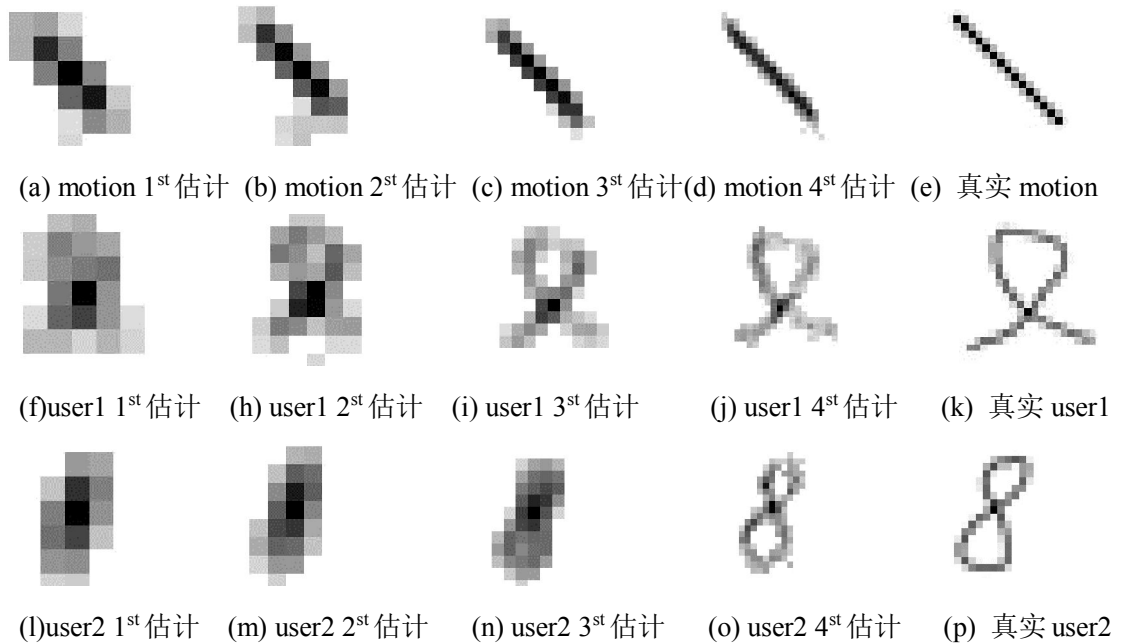 (a) motion 1st 估计 (b) motion 2st 估计 (c) motion 3st 估计(d) motion 4st 估计 (e) 真实 motion
(f)user1 1st 估计 (h) user1 2st 估计 (i) user1 3st 估计 (j) user1 4st 估计 (k) 真实 user1
(l)user2 1st 估计 (m) user2 2st 估计 (n) user2 3st 估计 (o) user2 4st 估计 (p) 真实 user2